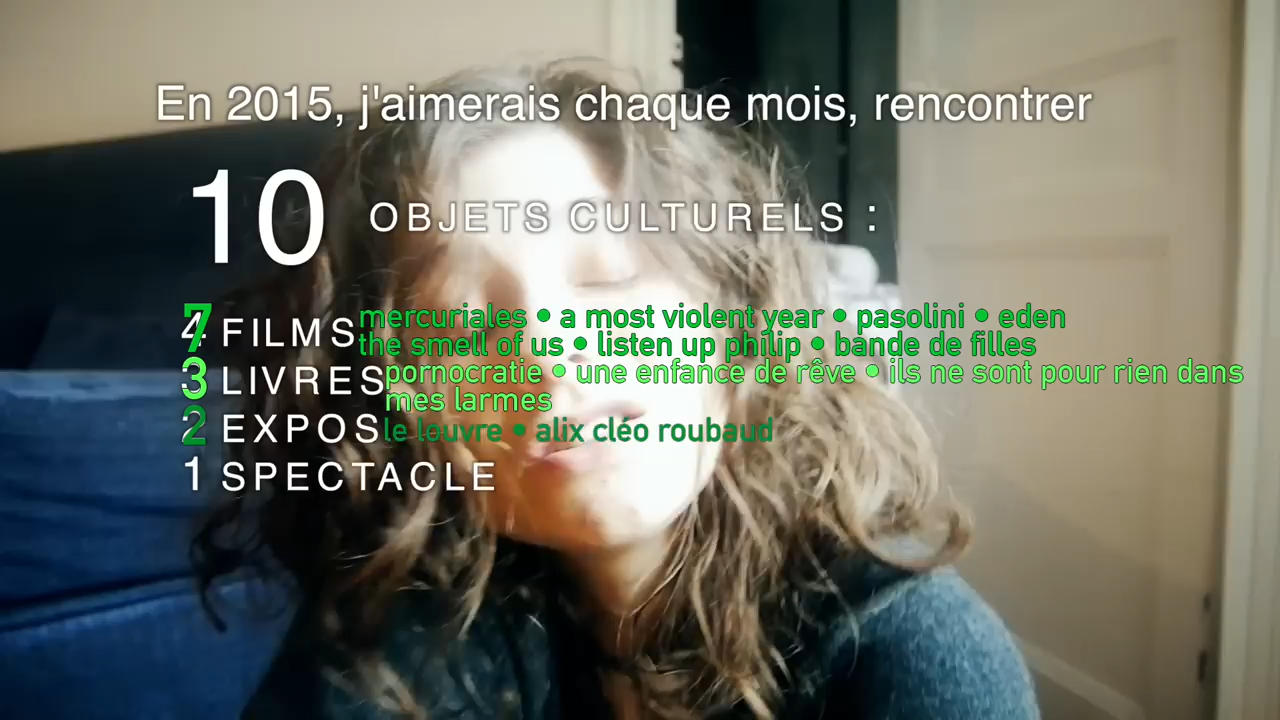 En 2015, j'aimerais chaque mois, rencontrer
10 OBJETS CULTURELS :
7 FILMS mercuriales • a most violent year • pasolini • eden
the smell of us • listen up philip • bande de filles
3 LIVRES pornocratie • une enfance de rêve • ils ne sont pour rien dans
mes larmes
2 EXPOS le louvre • alix cléo roubaud
1 SPECTACLE